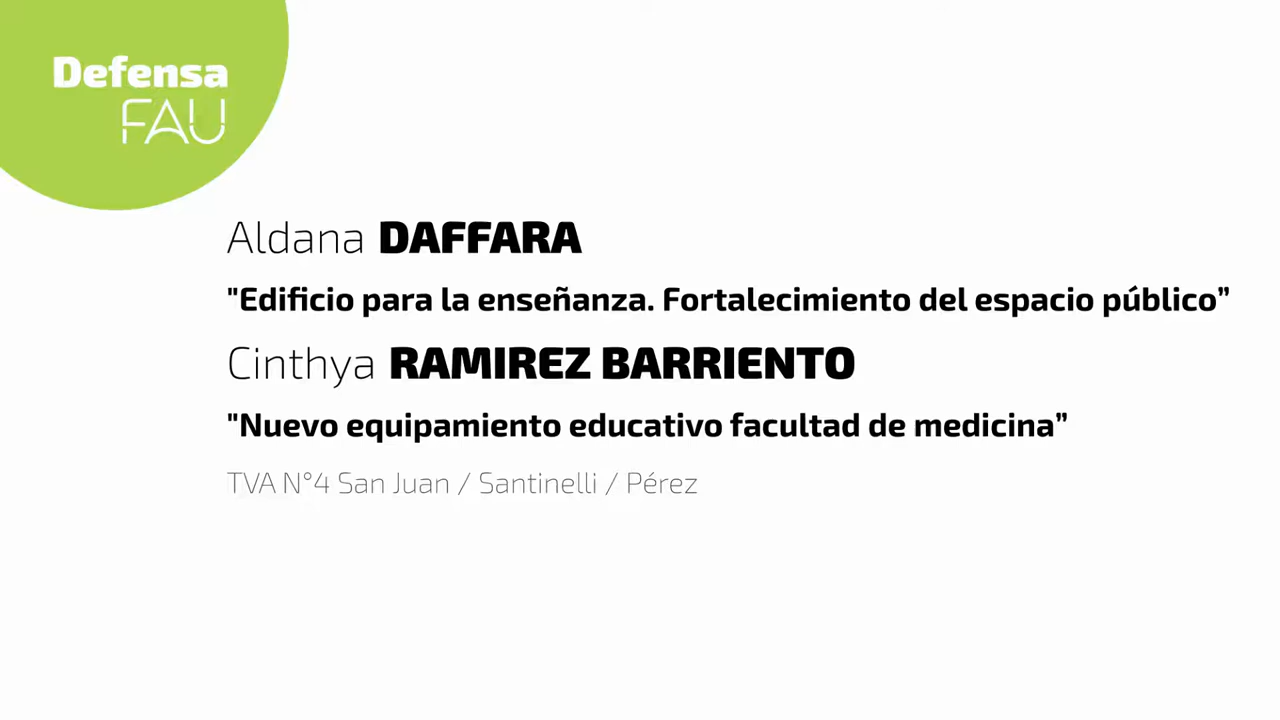 Defensa
FAU
Aldana DAFFARA
"Edificio para la enseñanza. Fortalecimiento del espacio público”
Cinthya RAMIREZ BARRIENTO
"Nuevo equipamiento educativo facultad de medicina”
TVA N°4 San Juan / Santinelli / Pérez